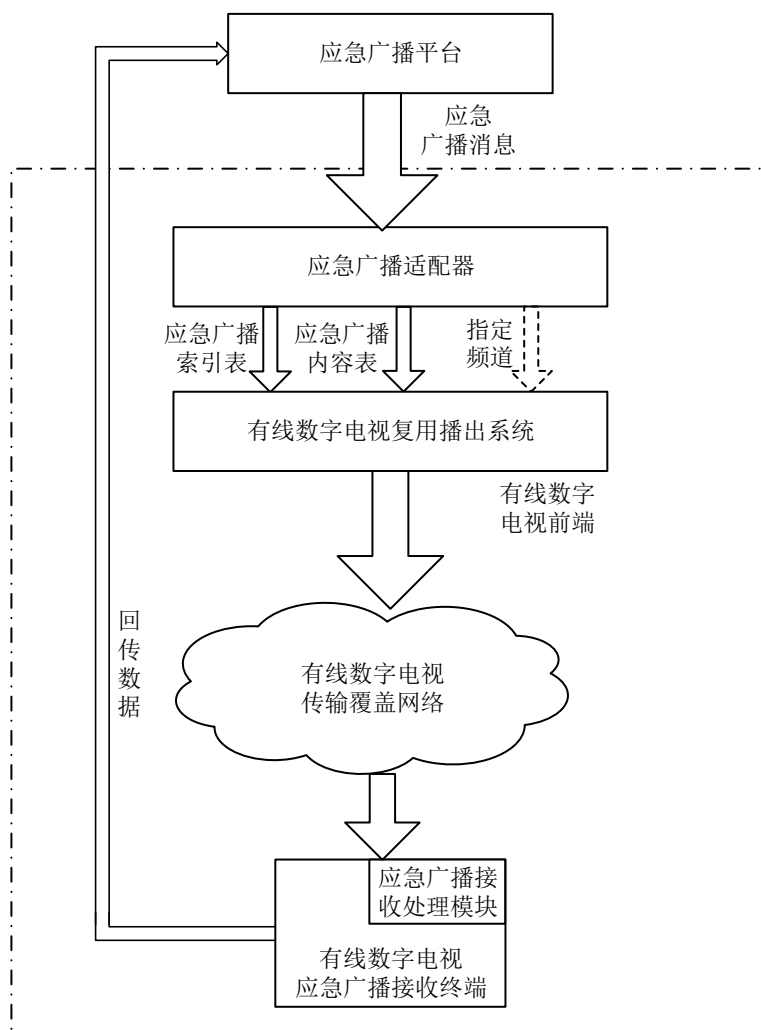 应急广播平台
应急
广播消息
应急广播适配器
应急广播
索引表
应急广播
内容表
指定
频道
有线数字电视复用播出系统
有线数字
电视前端
回
传
数
据
有线数字电视
传输覆盖网络
应急广播接
收处理模块
有线数字电视
应急广播接收终端